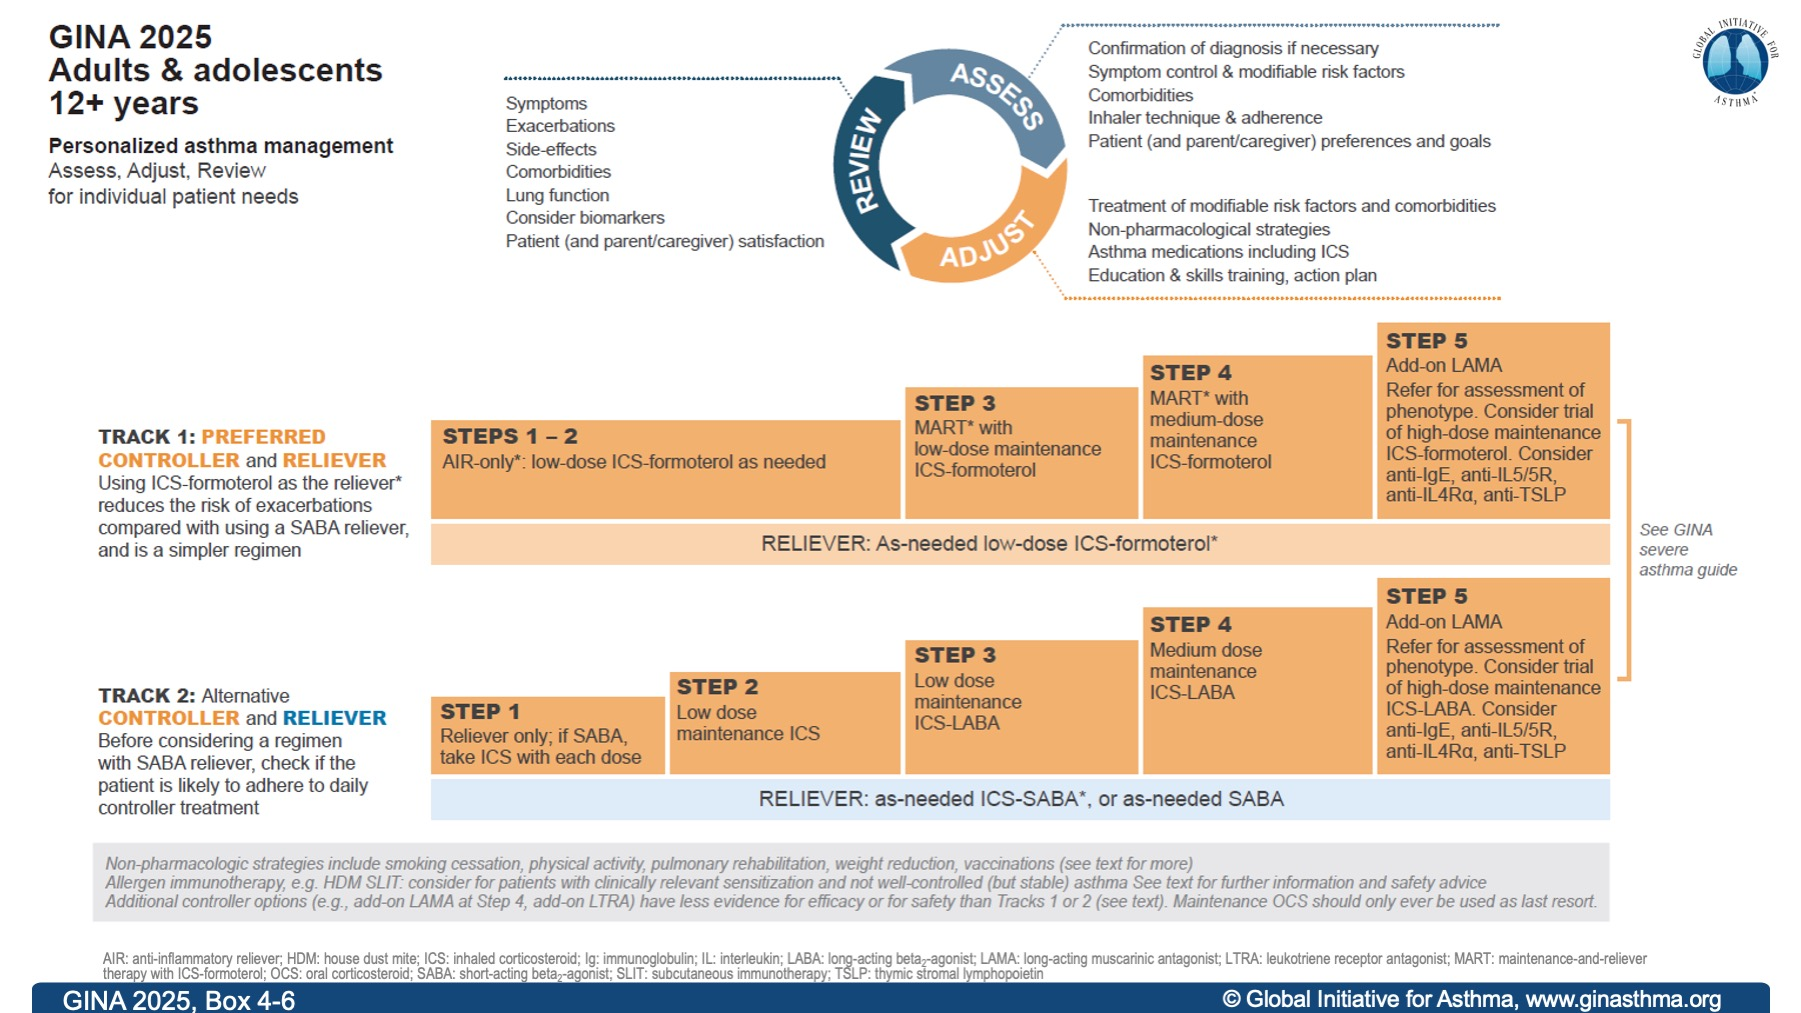 GINA 2025
Adults & adolescents
12+ years
Personalized asthma management
Assess, Adjust, Review
for individual patient needs
Symptoms
Exacerbations
Side-effects
Comorbidities
Lung function
Consider biomarkers
Patient (and parent/caregiver) satisfaction
REVIEW
ASSESS
ADJUST
Confirmation of diagnosis if necessary
Symptom control & modifiable risk factors
Comorbidities
Inhaler technique & adherence
Patient (and parent/caregiver) preferences and goals
Treatment of modifiable risk factors and comorbidities
Non-pharmacological strategies
Asthma medications including ICS
Education & skills training, action plan
GLOBAL INITIATIVE FOR
ASTHMA
TRACK 1: PREFERRED
CONTROLLER and RELIEVER
Using ICS-formoterol as the reliever*
reduces the risk of exacerbations
compared with using a SABA reliever,
and is a simpler regimen
STEPS 1 – 2
AIR-only*: low-dose ICS-formoterol as needed
STEP 3
MART* with
low-dose maintenance
ICS-formoterol
STEP 4
MART* with
medium-dose
maintenance
ICS-formoterol
STEP 5
Add-on LAMA
Refer for assessment of
phenotype. Consider trial
of high-dose maintenance
ICS-formoterol. Consider
anti-IgE, anti-IL5/5R,
anti-IL4Rα, anti-TSLP
RELIEVER: As-needed low-dose ICS-formoterol*
See GINA
severe
asthma guide
TRACK 2: Alternative
CONTROLLER and RELIEVER
Before considering a regimen
with SABA reliever, check if the
patient is likely to adhere to daily
controller treatment
STEP 1
Reliever only; if SABA,
take ICS with each dose
STEP 2
Low dose
maintenance ICS
STEP 3
Low dose
maintenance
ICS-LABA
STEP 4
Medium dose
maintenance
ICS-LABA
STEP 5
Add-on LAMA
Refer for assessment of
phenotype. Consider trial
of high-dose maintenance
ICS-LABA. Consider
anti-IgE, anti-IL5/5R,
anti-IL4Rα, anti-TSLP
RELIEVER: as-needed ICS-SABA*, or as-needed SABA
Non-pharmacologic strategies include smoking cessation, physical activity, pulmonary rehabilitation, weight reduction, vaccinations (see text for more)
Allergen immunotherapy, e.g. HDM SLIT: consider for patients with clinically relevant sensitization and not well-controlled (but stable) asthma See text for further information and safety advice
Additional controller options (e.g., add-on LAMA at Step 4, add-on LTRA) have less evidence for efficacy or for safety than Tracks 1 or 2 (see text). Maintenance OCS should only ever be used as last resort.
AIR: anti-inflammatory reliever; HDM: house dust mite; ICS: inhaled corticosteroid; Ig: immunoglobulin; IL: interleukin; LABA: long-acting beta₂-agonist; LAMA: long-acting muscarinic antagonist; LTRA: leukotriene receptor antagonist; MART: maintenance-and-reliever
therapy with ICS-formoterol; OCS: oral corticosteroid; SABA: short-acting beta₂-agonist; SLIT: subcutaneous immunotherapy; TSLP: thymic stromal lymphopoietin
GINA 2025, Box 4-6
© Global Initiative for Asthma, www.ginasthma.org